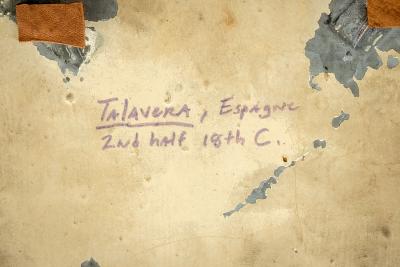 Talavera, Espagne
2nd half 18th C.